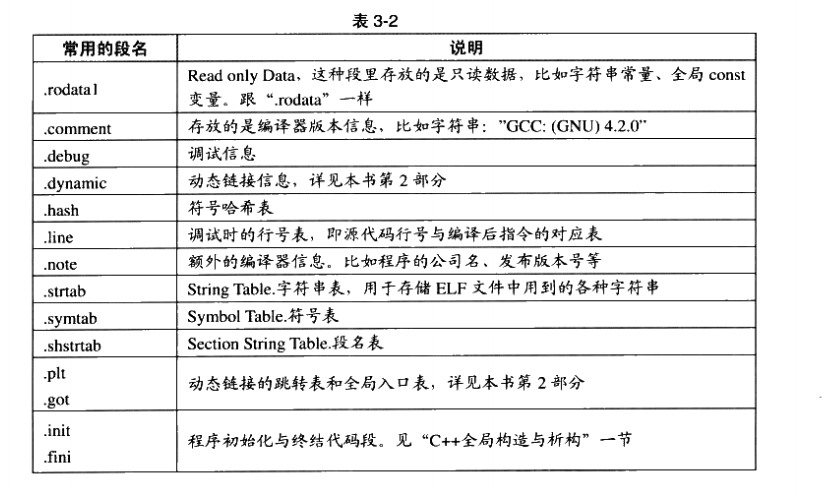 表 3-2
常用的段名 说明
.rodata1 Read only Data，这种段里存放的是只读数据，比如字符串常量、全局 const
变量。跟“.rodata”一样
.comment 存放的是编译器版本信息，比如字符串：”GCC: (GNU) 4.2.0”
.debug 调试信息
.dynamic 动态链接信息，详见本书第 2 部分
.hash 符号哈希表
.line 调试时的行号表，即源代码行号与编译后指令的对应表
.note 额外的编译器信息。比如程序的公司名、发布版本号等
.strtab String Table.字符串表，用于存储 ELF 文件中用到的各种字符串
.symtab Symbol Table.符号表
.shstrtab Section String Table.段名表
.plt
.got 动态链接的跳转表和全局入口表，详见本书第 2 部分
.init
.fini 程序初始化与终结代码段。见“C++全局构造与析构”一节